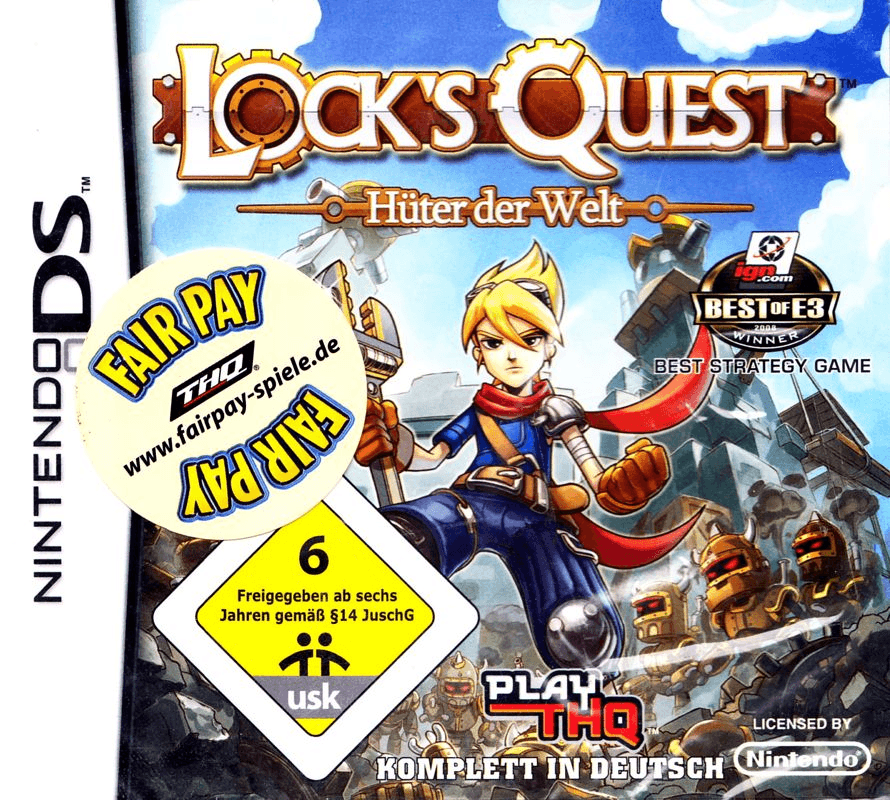 NINTENDO DS™
LOCK'S QUEST™
Hüter der Welt
FAIR PAY
THQ®
www.fairpay-spiele.de
FAIR PAY
ign.com
BEST OF E3
2008
WINNER
BEST STRATEGY GAME
6
Freigegeben ab sechs
Jahren gemäß §14 JuschG
usk
PLAY
THQ™
KOMPLETT IN DEUTSCH
LICENSED BY
Nintendo®